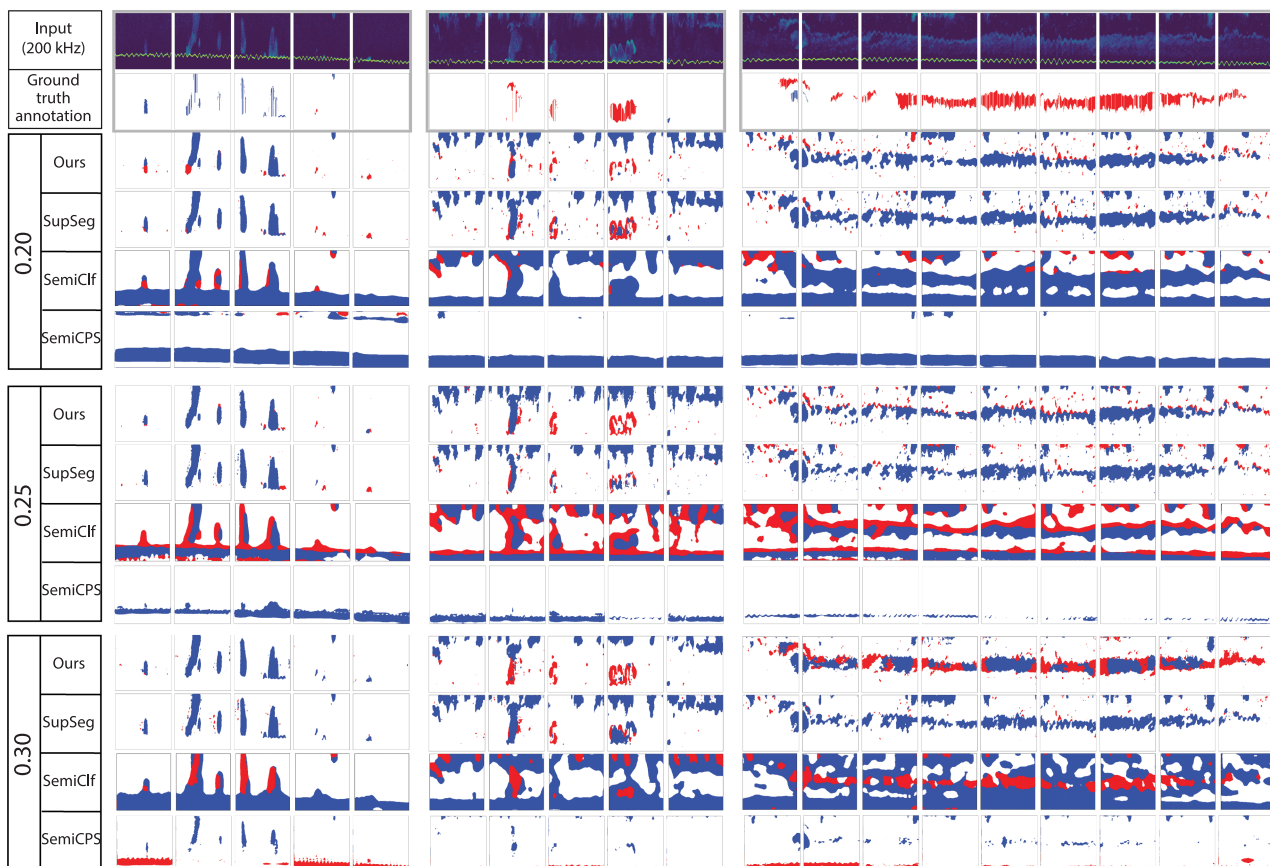 Input
(200 kHz)
Ground
truth
annotation
0.20
Ours
SupSeg
SemiClf
SemiCPS
0.25
Ours
SupSeg
SemiClf
SemiCPS
0.30
Ours
SupSeg
SemiClf
SemiCPS